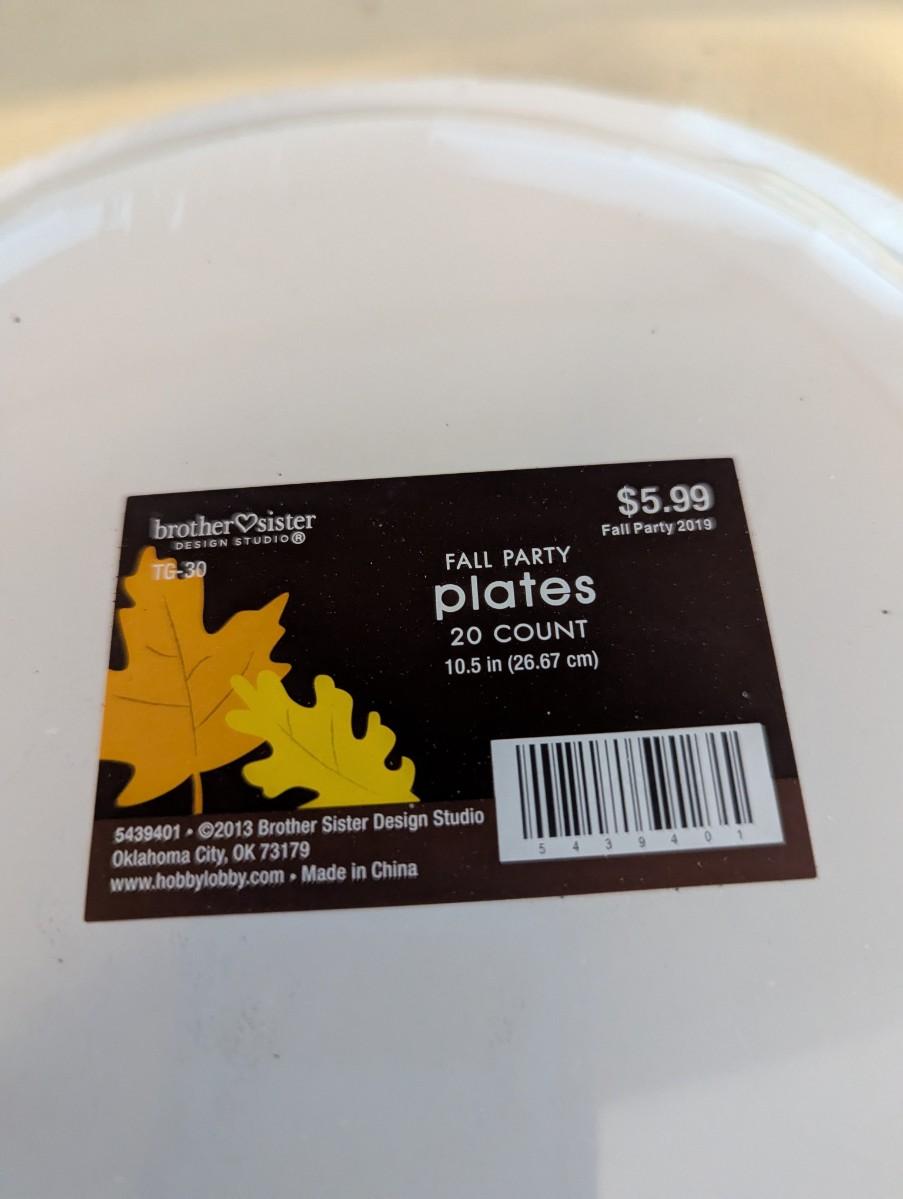 brother♡sister
DESIGN STUDIO®
TG-30
$5.99
Fall Party 2019
FALL PARTY
plates
20 COUNT
10.5 in (26.67 cm)
5439401 • ©2013 Brother Sister Design Studio
Oklahoma City, OK 73179
www.hobbylobby.com • Made in China
5 4 3 9 4 0 1